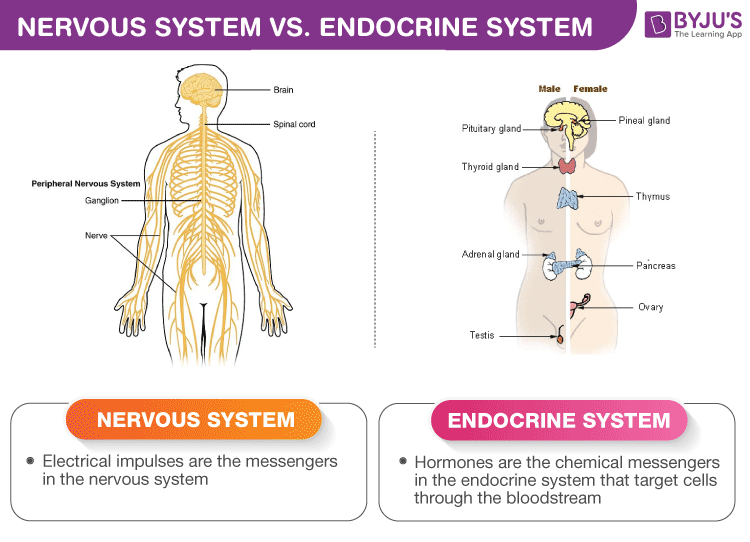 NERVOUS SYSTEM VS. ENDOCRINE SYSTEM
BYJU'S
The Learning App
Brain
Spinal cord
Peripheral Nervous System
Ganglion
Nerve
Male Female
Pituitary gland
Pineal gland
Thyroid gland
Thymus
Adrenal gland
Pancreas
Ovary
Testis
NERVOUS SYSTEM
Electrical impulses are the messengers
in the nervous system
ENDOCRINE SYSTEM
Hormones are the chemical messengers
in the endocrine system that target cells
through the bloodstream